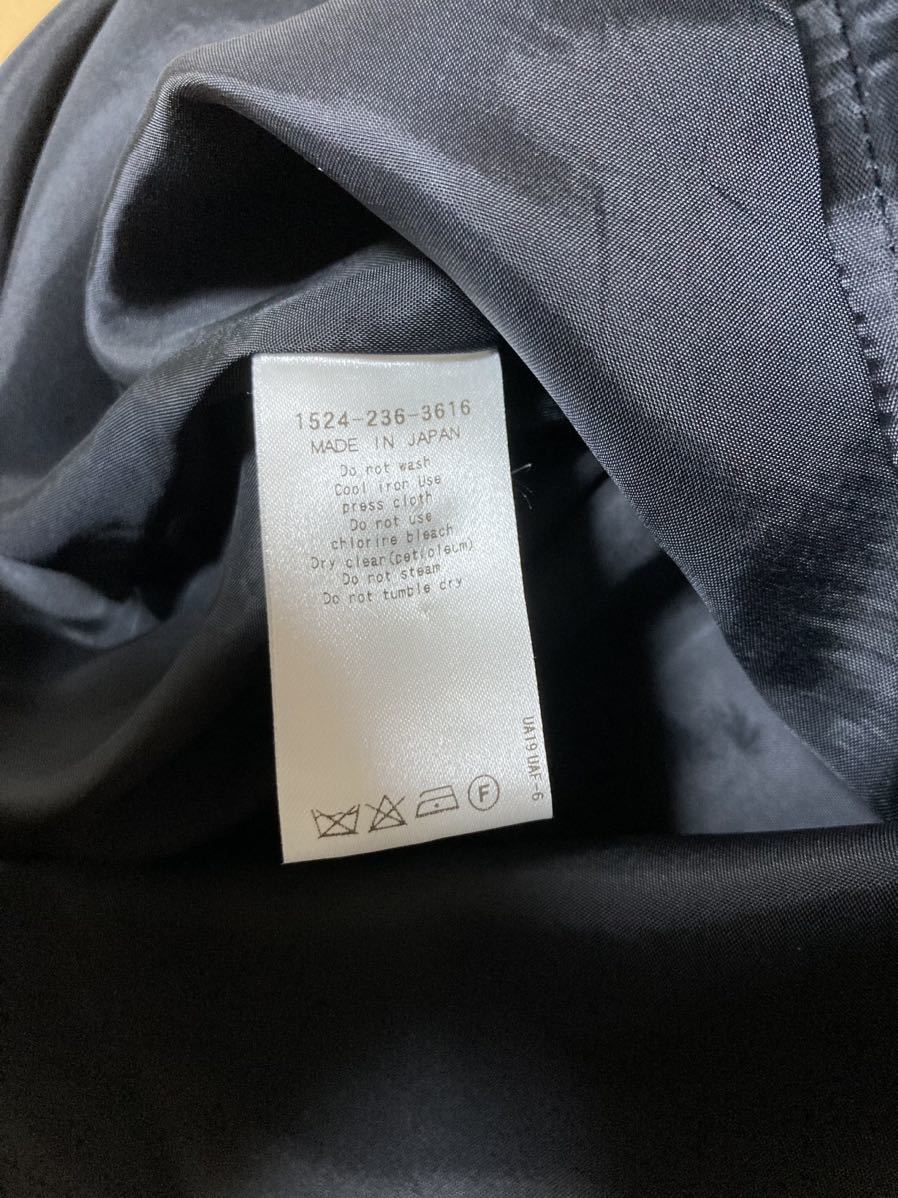 1524-236-3616
MADE IN JAPAN
Do not wash
Cool iron Use
press cloth
Do not use
chlorine bleach
Dry clean(petroleum)
Do not steam
Do not tumble dry
UA19UAF-6
F